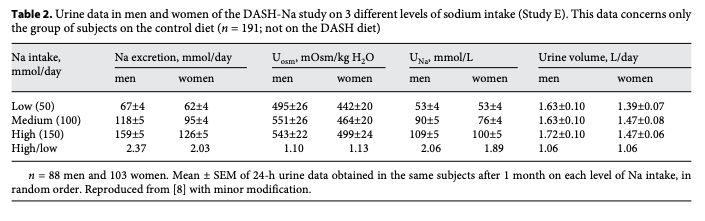 Table 2. Urine data in men and women of the DASH-Na study on 3 different levels of sodium intake (Study E). This data concerns only
the group of subjects on the control diet (n = 191; not on the DASH diet)
Na intake, Na excretion, mmol/day Uosm, mOsm/kg H2O UNa, mmol/L Urine volume, L/day
mmol/day men women men women men women men women
Low (50) 67±4 62±4 495±26 442±20 53±4 53±4 1.63±0.10 1.39±0.07
Medium (100) 118±5 95±4 551±26 464±20 90±5 76±4 1.63±0.10 1.47±0.08
High (150) 159±5 126±5 543±22 499±24 109±5 100±5 1.72±0.10 1.47±0.06
High/low 2.37 2.03 1.10 1.13 2.06 1.89 1.06 1.06
n = 88 men and 103 women. Mean ± SEM of 24-h urine data obtained in the same subjects after 1 month on each level of Na intake, in
random order. Reproduced from [8] with minor modification.